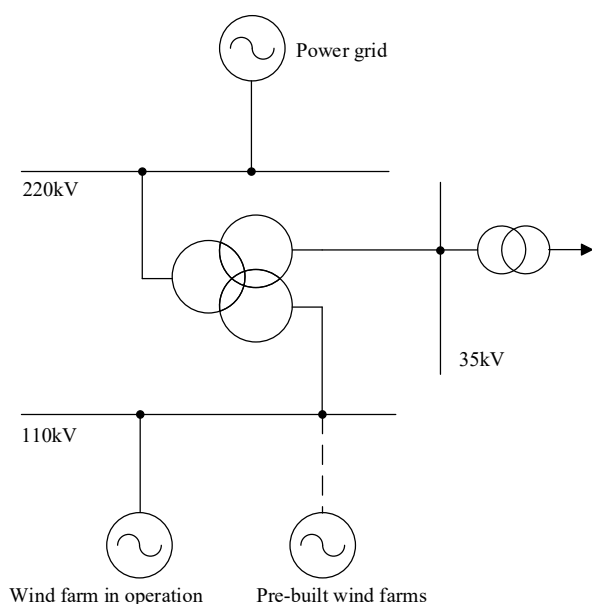 Power grid
220kV
35kV
110kV
Wind farm in operation
Pre-built wind farms